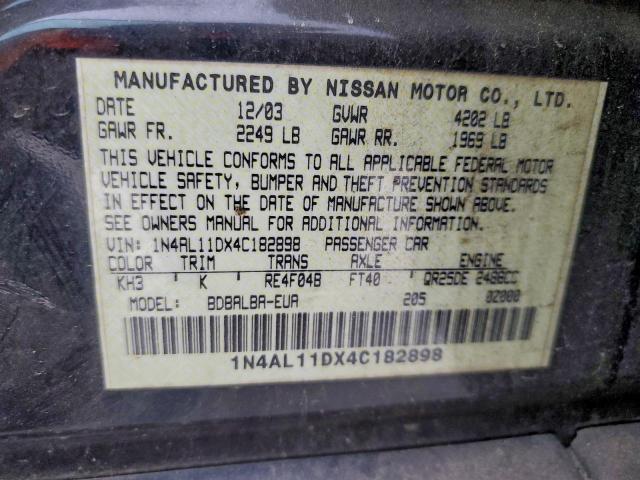 MANUFACTURED BY NISSAN MOTOR CO., LTD.
DATE 12/03 GVWR 4202 LB
GAWR FR. 2249 LB GAWR RR. 1969 LB
THIS VEHICLE CONFORMS TO ALL APPLICABLE FEDERAL MOTOR
VEHICLE SAFETY, BUMPER AND THEFT PREVENTION STANDARDS
IN EFFECT ON THE DATE OF MANUFACTURE SHOWN ABOVE.
SEE OWNERS MANUAL FOR ADDITIONAL INFORMATION.
VIN: 1N4AL11DX4C182898 PASSENGER CAR
COLOR TRIM TRANS AXLE ENGINE
KH3 K RE4F04B FT40 QR25DE 2488CC
MODEL: BDBALBA-EUA 205 0Z000
1N4AL11DX4C182898